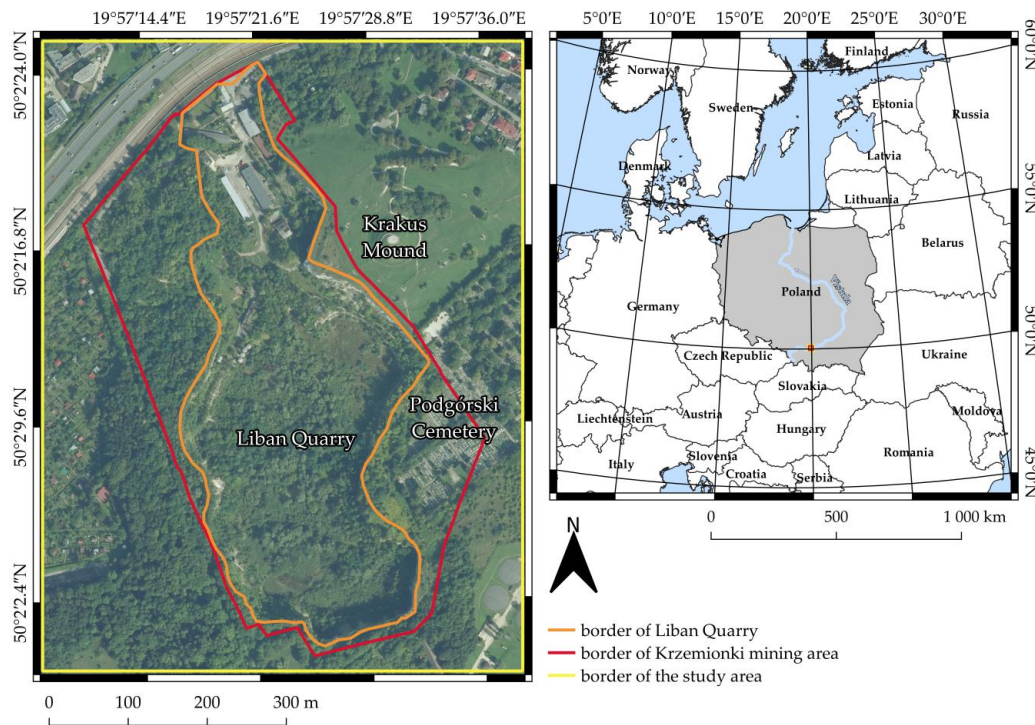 19°57'14.4″E 19°57'21.6″E 19°57'28.8″E 19°57'36.0″E
50°2'24.0″N
50°2'16.8″N
50°2'9.6″N
50°2'2.4″N
Krakus
Mound
Podgórski
Cemetery
Liban Quarry
0 100 200 300 m
5°0'E 10°0'E 15°0'E 20°0'E 25°0'E 30°0'E
60°0'N
55°0'N
50°0'N
45°0'N
Finland
Norway
Sweden
Estonia
Russia
Latvia
Denmark
Lithuania
Belarus
Poland
Vistula
Germany
Czech Republic
Ukraine
Slovakia
Liechtenstein
Austria
Moldova
Hungary
Slovenia
Romania
Italy
Croatia
Serbia
0 500 1 000 km
N
border of Liban Quarry
border of Krzemionki mining area
border of the study area